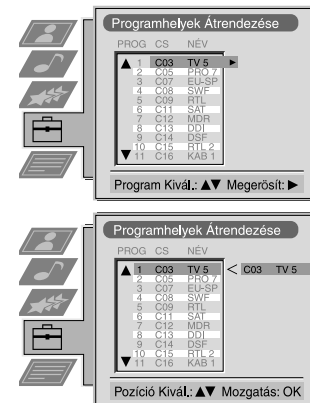 Programhelyek Átrendezése
PROG CS NÉV
1 C03 TV 5
2 C05 PRO 7
3 C07 EU-SP
4 C08 SWF
5 C09 RTL
6 C11 SAT
7 C12 MDR
8 C13 DDI
9 C14 DSF
10 C15 RTL 2
11 C16 KAB 1
Program Kivál.: ▲▼ Megerősít: ►
Programhelyek Átrendezése
PROG CS NÉV
1 C03 TV 5 < C03 TV 5
2 C05 PRO 7
3 C07 EU-SP
4 C08 SWF
5 C09 RTL
6 C11 SAT
7 C12 MDR
8 C13 DDI
9 C14 DSF
10 C15 RTL 2
11 C16 KAB 1
Pozíció Kivál.: ▲▼ Mozgatás: OK